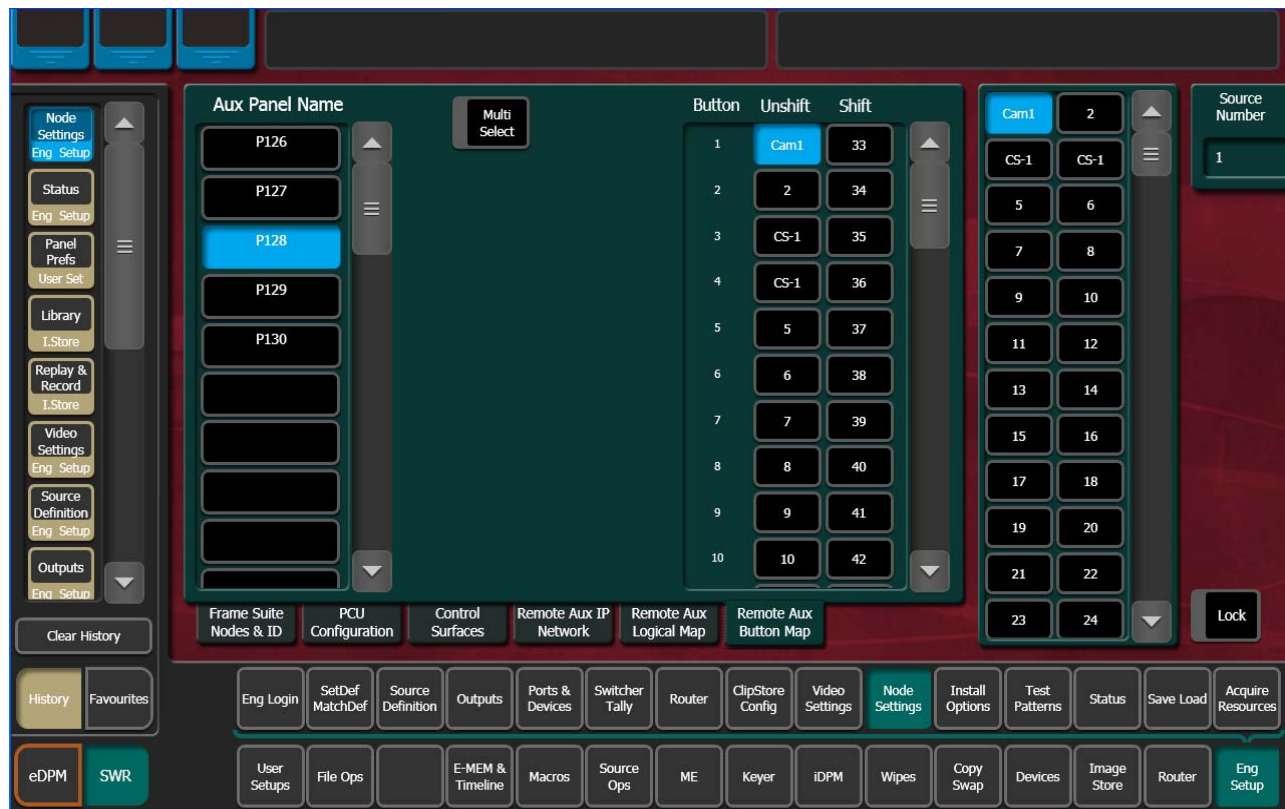 Node
Settings
Eng Setup
Status
Eng Setup
Panel
Prefs
User Set
Library
I.Store
Replay &
Record
I.Store
Video
Settings
Eng Setup
Source
Definition
Eng Setup
Outputs
Eng Setup
Clear History
History Favourites
eDPM SWR
Aux Panel Name
P126
P127
P128
P129
P130
Multi
Select
Button Unshift Shift
1 Cam1 33
2 2 34
3 CS-1 35
4 CS-1 36
5 5 37
6 6 38
7 7 39
8 8 40
9 9 41
10 10 42
Cam1 2
CS-1 CS-1
5 6
7 8
9 10
11 12
13 14
15 16
17 18
19 20
21 22
23 24
Source
Number
1
Lock
Frame Suite
Nodes & ID
PCU
Configuration
Control
Surfaces
Remote Aux IP
Network
Remote Aux
Logical Map
Remote Aux
Button Map
Eng Login
SetDef
MatchDef
Source
Definition
Outputs
Ports &
Devices
Switcher
Tally
Router
ClipStore
Config
Video
Settings
Node
Settings
Install
Options
Test
Patterns
Status
Save Load
Acquire
Resources
User
Setups
File Ops
E-MEM &
Timeline
Macros
Source
Ops
ME
Keyer
iDPM
Wipes
Copy
Swap
Devices
Image
Store
Router
Eng
Setup